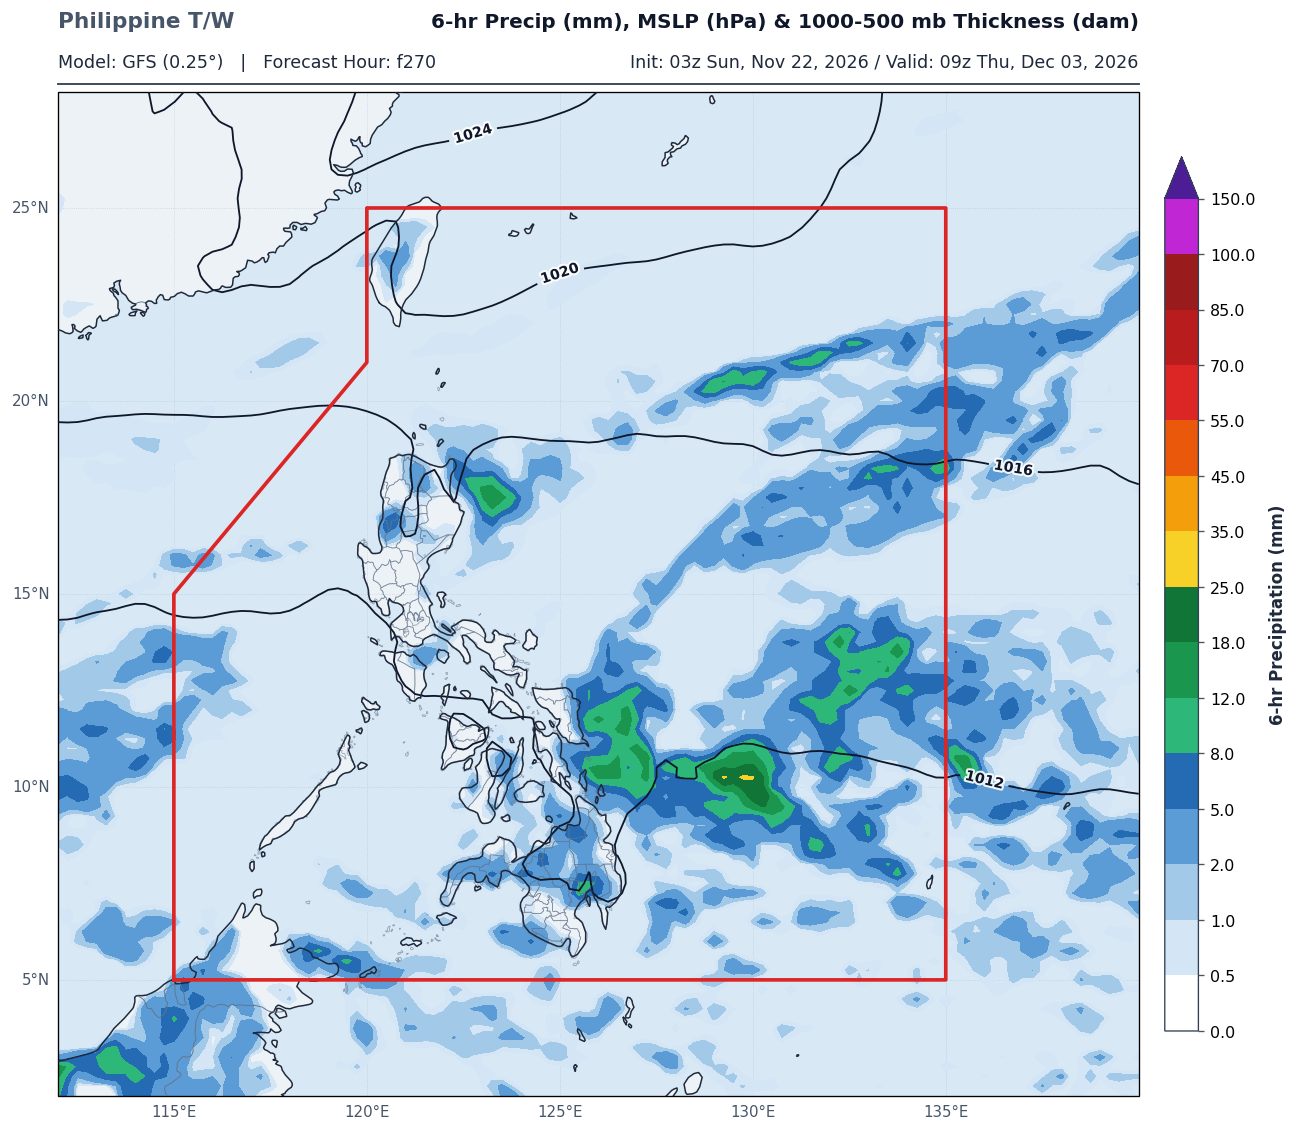 Philippine T/W
6-hr Precip (mm), MSLP (hPa) & 1000-500 mb Thickness (dam)
Model: GFS (0.25°) | Forecast Hour: f270
Init: 03z Sun, Nov 22, 2026 / Valid: 09z Thu, Dec 03, 2026
1024
1020
1016
1012
25°N
20°N
15°N
10°N
5°N
115°E
120°E
125°E
130°E
135°E
150.0
100.0
85.0
70.0
55.0
45.0
35.0
25.0
18.0
12.0
8.0
5.0
2.0
1.0
0.5
0.0
6-hr Precipitation (mm)